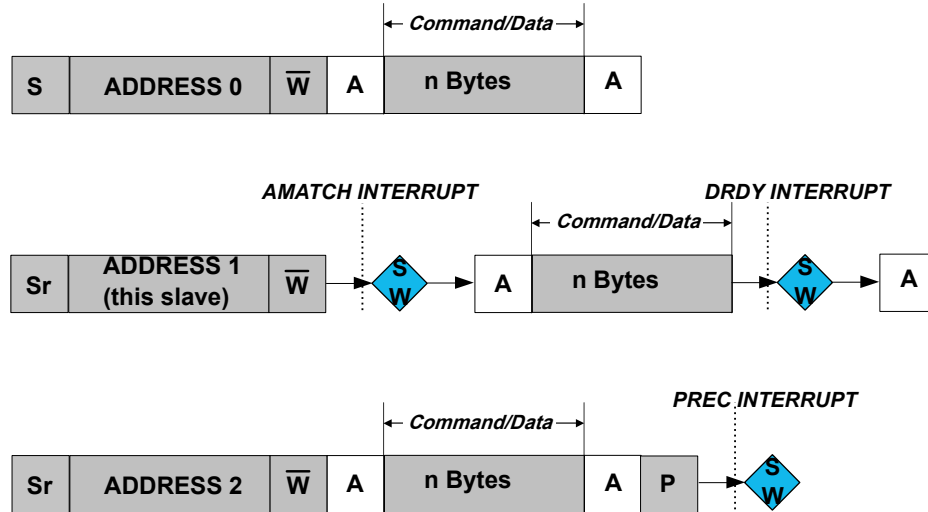 Command/Data
S ADDRESS 0 W̅ A n Bytes A
AMATCH INTERRUPT DRDY INTERRUPT
Command/Data
Sr ADDRESS 1 (this slave) W̅ S W A n Bytes S W A
PREC INTERRUPT
Command/Data
Sr ADDRESS 2 W̅ A n Bytes A P S W